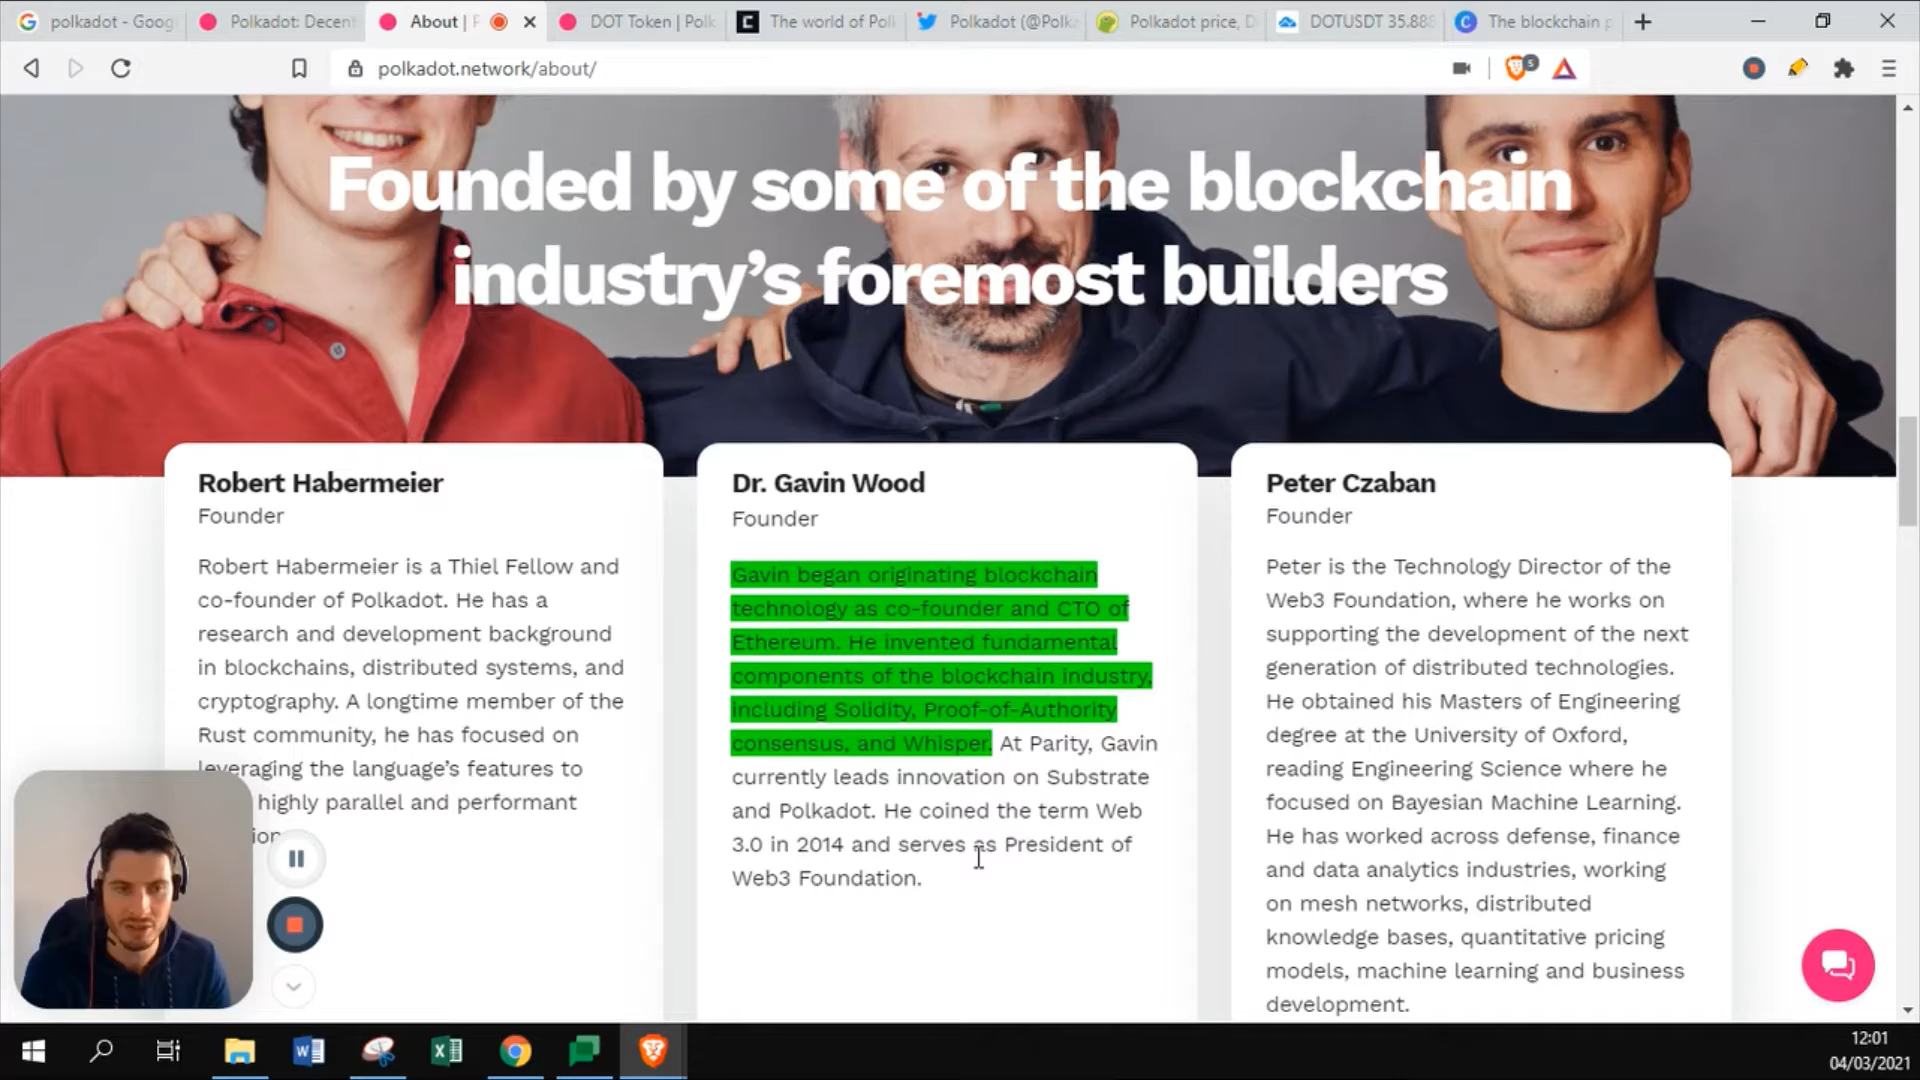 polkadot - Goog
Polkadot: Decent
About | P
DOT Token | Polk
The world of Poll
Polkadot (@Polka
Polkadot price, D
DOTUSDT 35.888
The blockchain p
polkadot.network/about/
5
Founded by some of the blockchain
industry’s foremost builders
Robert Habermeier
Founder
Robert Habermeier is a Thiel Fellow and
co-founder of Polkadot. He has a
research and development background
in blockchains, distributed systems, and
cryptography. A longtime member of the
Rust community, he has focused on
leveraging the language’s features to
highly parallel and performant
ion
Dr. Gavin Wood
Founder
Gavin began originating blockchain
technology as co-founder and CTO of
Ethereum. He invented fundamental
components of the blockchain industry,
including Solidity, Proof-of-Authority
consensus, and Whisper. At Parity, Gavin
currently leads innovation on Substrate
and Polkadot. He coined the term Web
3.0 in 2014 and serves as President of
Web3 Foundation.
Peter Czaban
Founder
Peter is the Technology Director of the
Web3 Foundation, where he works on
supporting the development of the next
generation of distributed technologies.
He obtained his Masters of Engineering
degree at the University of Oxford,
reading Engineering Science where he
focused on Bayesian Machine Learning.
He has worked across defense, finance
and data analytics industries, working
on mesh networks, distributed
knowledge bases, quantitative pricing
models, machine learning and business
development.
12:01
04/03/2021